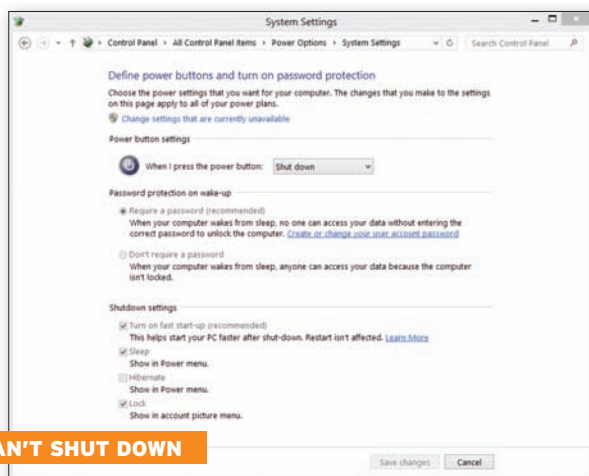 System Settings
Control Panel › All Control Panel Items › Power Options › System Settings
Search Control Panel
Define power buttons and turn on password protection
Choose the power settings that you want for your computer. The changes that you make to the settings
on this page apply to all of your power plans.
Change settings that are currently unavailable
Power button settings
When I press the power button: Shut down
Password protection on wake-up
Require a password (recommended)
When your computer wakes from sleep, no one can access your data without entering the
correct password to unlock the computer. Create or change your user account password
Don't require a password
When your computer wakes from sleep, anyone can access your data because the computer
isn't locked.
Shutdown settings
Turn on fast start-up (recommended)
This helps start your PC faster after shut-down. Restart isn't affected. Learn More
Sleep
Show in Power menu.
Hibernate
Show in Power menu.
Lock
Show in account picture menu.
AN'T SHUT DOWN
Save changes Cancel